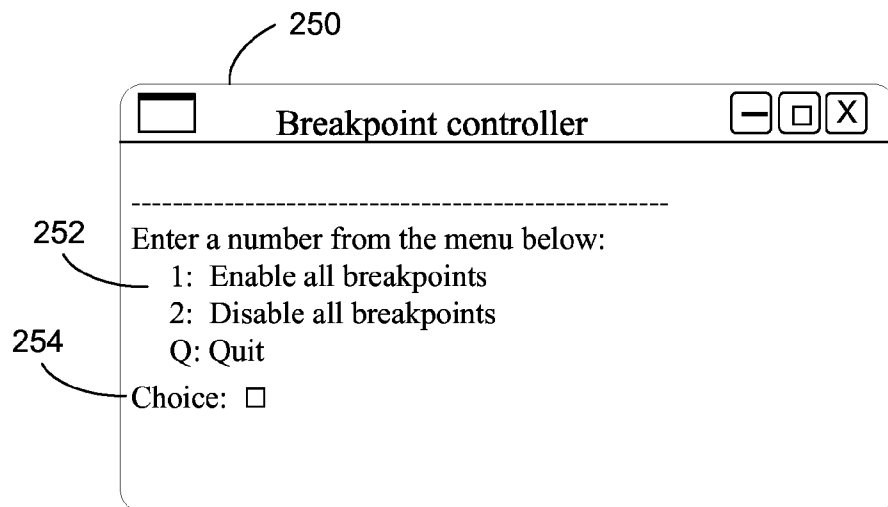 250
Breakpoint controller
X
-----------------------------------------------------
Enter a number from the menu below:
252
1: Enable all breakpoints
2: Disable all breakpoints
254
Q: Quit
Choice: